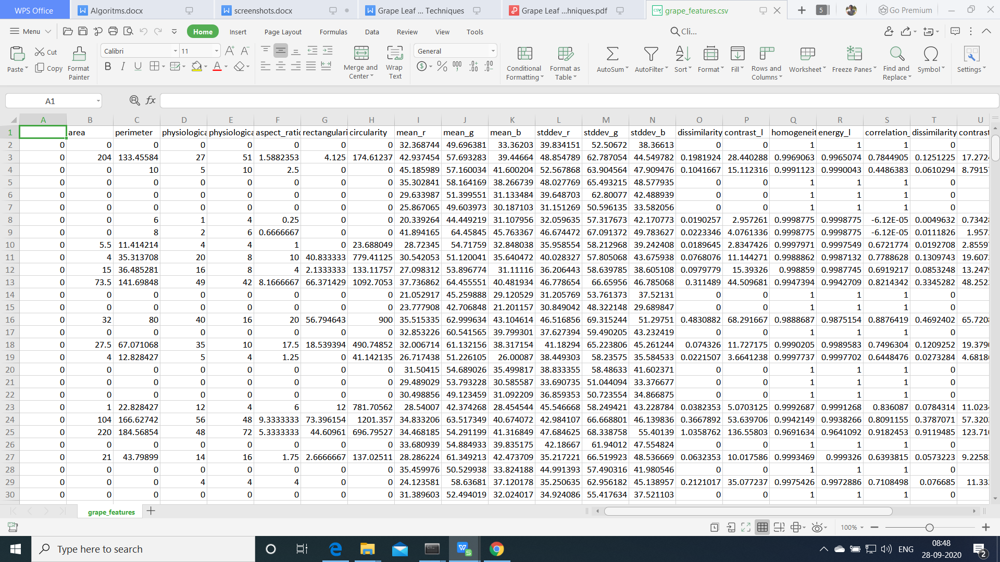 WPS Office Algoritms.docx screenshots.docx Grape Leaf ... Techniques Grape Leaf ...hniques.pdf grape_features.csv 5 Go Premium
Menu Home Insert Page Layout Formulas Data Review View Tools Cli...
Paste Cut Copy Format Painter Calibri 11 Merge and Center Wrap Text General Conditional Formatting Format as Table AutoSum AutoFilter Sort Format Fill Rows and Columns Worksheet Freeze Panes Find and Replace Symbol Settings
A1 fx
A B C D E F G H I J K L M N O P Q R S T U
1 area perimeter physiologica physiologica aspect_ratio rectangulari circularity mean_r mean_g mean_b stddev_r stddev_g stddev_b dissimilarity contrast_l homogeneit energy_l correlation_ dissimilarity contrast
2 0 0 0 0 0 0 0 0 32.368744 49.696381 33.36203 39.834151 52.50672 38.36613 0 0 1 1 1 0
3 0 204 133.45584 27 51 1.5882353 4.125 174.61237 42.937454 57.693283 39.44664 48.854789 62.787054 44.549782 0.1981924 28.440288 0.9969063 0.9965074 0.7844905 0.1251225 17.272
4 0 0 10 5 10 2.5 0 0 45.185989 57.160034 41.600204 52.567868 63.904564 47.909476 0.1041667 15.112316 0.9991123 0.9990043 0.4486383 0.0610294 8.7915
5 0 0 0 0 0 0 0 0 35.302841 58.164169 38.266739 48.027769 65.493215 48.577935 0 0 1 1 1 0
6 0 0 0 0 0 0 0 0 29.633987 51.399551 31.133484 39.648703 62.80077 42.488939 0 0 1 1 1 0
7 0 0 0 0 0 0 0 0 25.867065 49.603973 30.187103 31.151269 50.596135 33.582056 0 0 1 1 1 0
8 0 0 6 1 4 0.25 0 0 20.339264 44.449219 31.107956 32.059635 57.317673 42.170773 0.0190257 2.957261 0.9998775 0.9998775 -6.12E-05 0.0049632 0.7342
9 0 0 8 2 6 0.6666667 0 0 41.894165 64.45845 45.763367 46.674472 67.091372 49.783627 0.0223346 4.0761336 0.9998775 0.9998775 -6.12E-05 0.0111826 1.957
10 0 5.5 11.414214 4 4 1 0 23.688049 28.72345 54.71759 32.848038 35.958554 58.212968 39.242408 0.0189645 2.8347426 0.9997971 0.9997549 0.6721774 0.0192708 2.8559
11 0 4 35.313708 20 8 10 40.833333 779.41125 30.542053 51.120041 35.640472 40.028327 57.805068 43.675938 0.0768076 11.144271 0.9988862 0.9987132 0.7788628 0.1309743 19.607
12 0 15 36.485281 16 8 4 2.1333333 133.11757 27.098312 53.896774 31.11116 36.206443 58.639785 38.605108 0.0979779 15.39326 0.998859 0.9987745 0.6919217 0.0853248 13.247
13 0 73.5 141.69848 49 42 8.1666667 66.371429 1092.7053 37.736862 64.455551 40.481934 46.778654 66.65956 46.785068 0.311489 44.509681 0.9947394 0.9942709 0.8214342 0.3345282 48.252
14 0 0 0 0 0 0 0 0 21.052917 45.259888 29.120529 31.205769 53.761373 37.52131 0 0 1 1 1 0
15 0 0 0 0 0 0 0 0 23.777908 42.706848 21.201157 30.849042 48.322148 29.689847 0 0 1 1 1 0
16 0 32 80 40 16 20 56.794643 900 35.515335 62.999634 43.104614 46.516856 69.315244 51.29751 0.4830882 68.291667 0.9888687 0.9875154 0.8876419 0.4692402 65.720
17 0 0 0 0 0 0 0 0 32.853226 60.541565 39.799301 37.627394 59.490205 43.232419 0 0 1 1 1 0
18 0 27.5 67.071068 35 10 17.5 18.539394 490.74852 32.006714 61.132156 38.317154 41.18294 65.223806 45.261244 0.074326 11.727175 0.9990205 0.9989583 0.7496304 0.1209252 19.379
19 0 4 12.828427 5 4 1.25 0 41.142135 26.717438 51.226105 26.00087 38.449303 58.23575 35.584533 0.0221507 3.6641238 0.9997737 0.9997702 0.6448476 0.0273284 4.6818
20 0 0 0 0 0 0 0 0 31.50415 54.689026 35.499817 38.833355 58.48633 41.602371 0 0 1 1 1 0
21 0 0 0 0 0 0 0 0 29.489029 53.793228 30.585587 33.690735 51.044094 33.376677 0 0 1 1 1 0
22 0 0 0 0 0 0 0 0 30.498856 49.123459 31.092209 36.859353 50.723554 34.866875 0 0 1 1 1 0
23 0 1 22.828427 12 4 6 12 781.70562 28.54007 42.374268 28.454544 45.546668 58.249421 43.228784 0.0382353 5.0703125 0.9992687 0.9991268 0.836087 0.0784314 11.023
24 0 104 166.62742 56 48 9.3333333 73.396154 1201.357 34.833206 63.517349 40.674072 42.984107 66.668801 46.139836 0.3667892 53.639706 0.9942149 0.9938266 0.8091155 0.3787071 57.320
25 0 220 184.56854 48 72 5.3333333 44.60961 696.79527 34.468185 54.291199 41.316849 47.684625 68.338758 55.40139 1.0358762 136.55803 0.9691634 0.9641092 0.9182453 0.9119485 123.71
26 0 0 0 0 0 0 0 0 33.680939 54.884933 39.835175 42.18667 61.94012 47.554824 0 0 1 1 1 0
27 0 21 43.79899 14 16 1.75 2.6666667 137.02511 28.286224 61.349213 42.473709 35.217221 66.519923 48.536669 0.0632353 10.017586 0.9993469 0.999326 0.6393815 0.0573223 9.2258
28 0 0 0 0 0 0 0 0 35.459976 50.529938 33.824188 44.991393 57.490316 41.980546 0 0 1 1 1 0
29 0 0 0 4 4 4 0 0 24.123581 58.63681 37.120178 35.250635 62.956182 45.138957 0.2121017 35.077237 0.9975426 0.9972886 0.7108498 0.076685 11.33
30 0 0 0 0 0 0 0 0 31.389603 52.494019 32.024017 34.924086 55.417634 37.521103 0 0 1 1 1 0
grape_features
100%
Type here to search ENG 08:48
28-09-2020 2